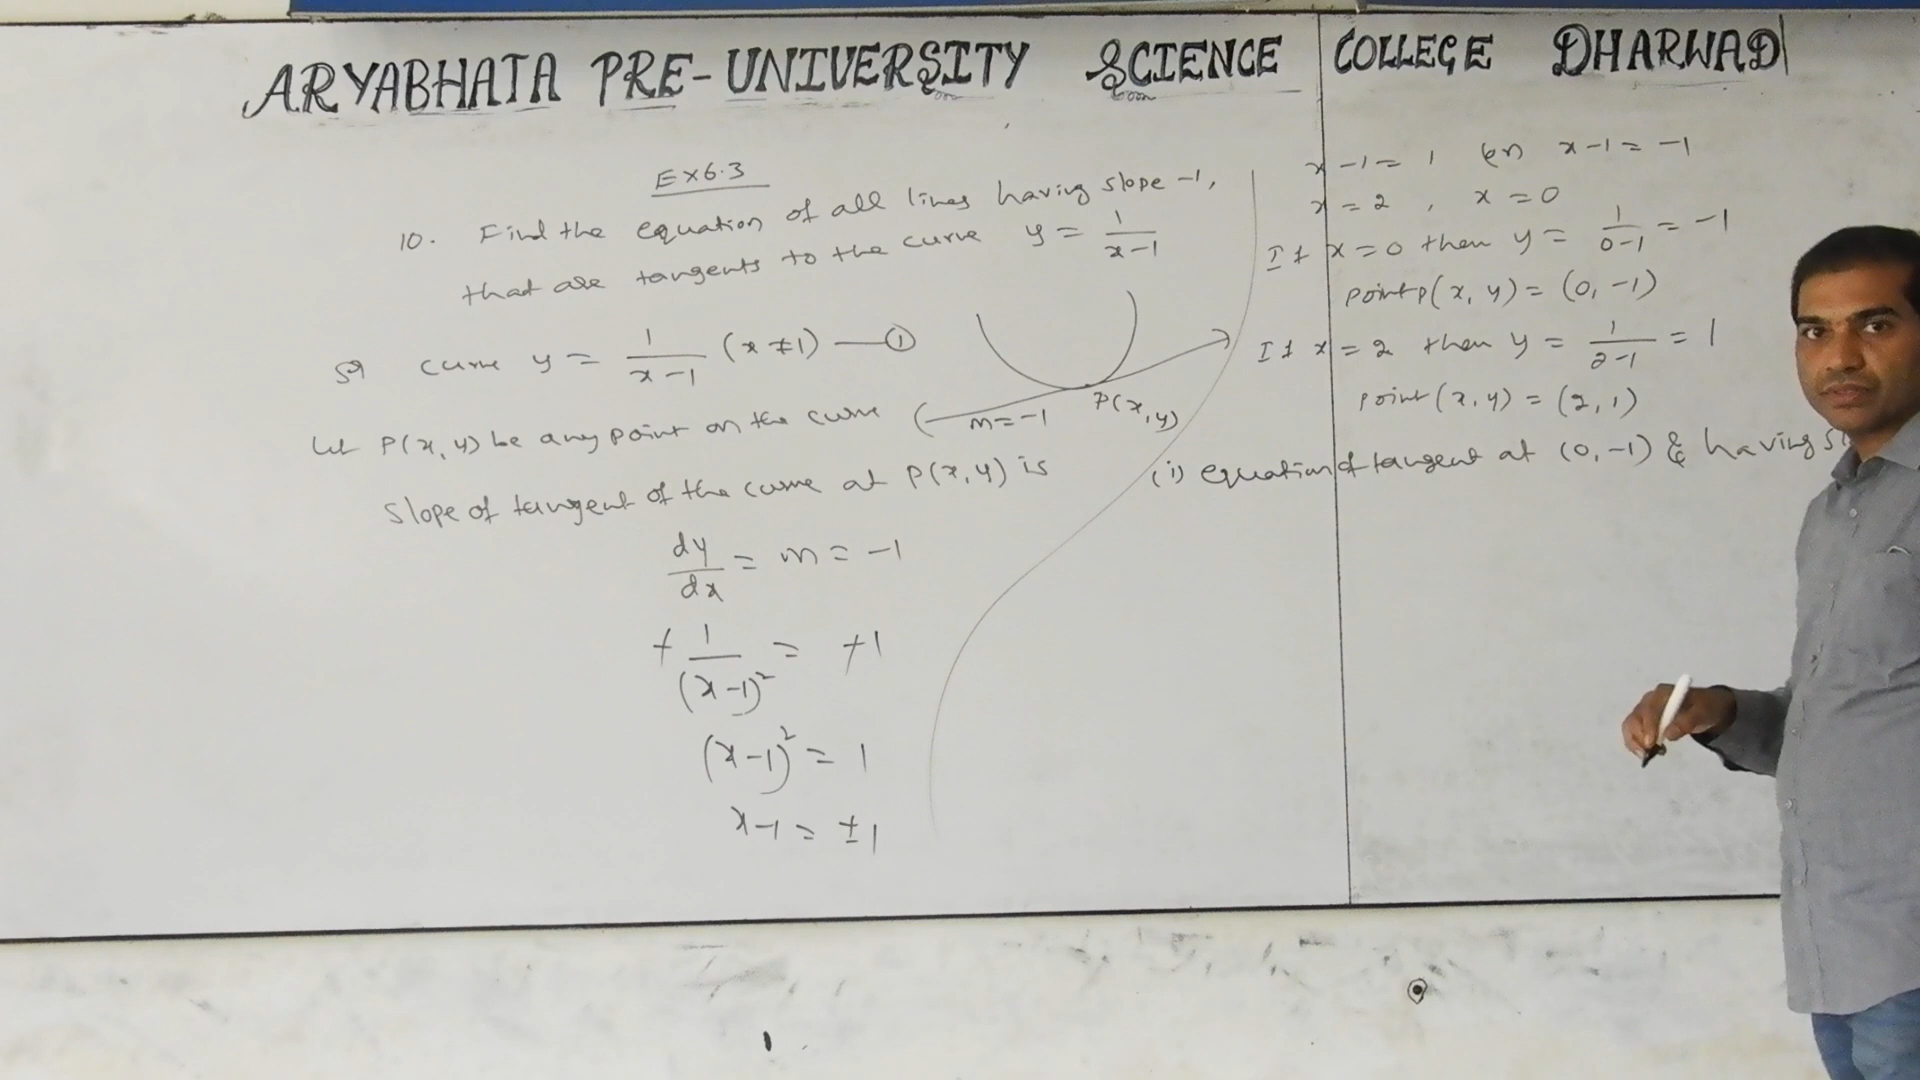 ARYABHATA PRE-UNIVERSITY SCIENCE COLLEGE DHARWAD
EX6.3
10. Find the equation of all lines having slope -1,
that are tangents to the curve y = 1/(x-1)
curve y = 1/(x-1) (x ≠ 1) — ①
Let P(x, y) be any point on the curve
m = -1
P(x, y)
slope of tangent of the curve at P(x, y) is
dy/dx = m = -1
+ 1/(x-1)² = +1
(x-1)² = 1
x-1 = ±1
x-1 = 1 or x-1 = -1
x = 2, x = 0
If x = 0 then y = 1/(0-1) = -1
point P(x, y) = (0, -1)
If x = 2 then y = 1/(2-1) = 1
point (x, y) = (2, 1)
(i) equation of tangent at (0, -1) & having